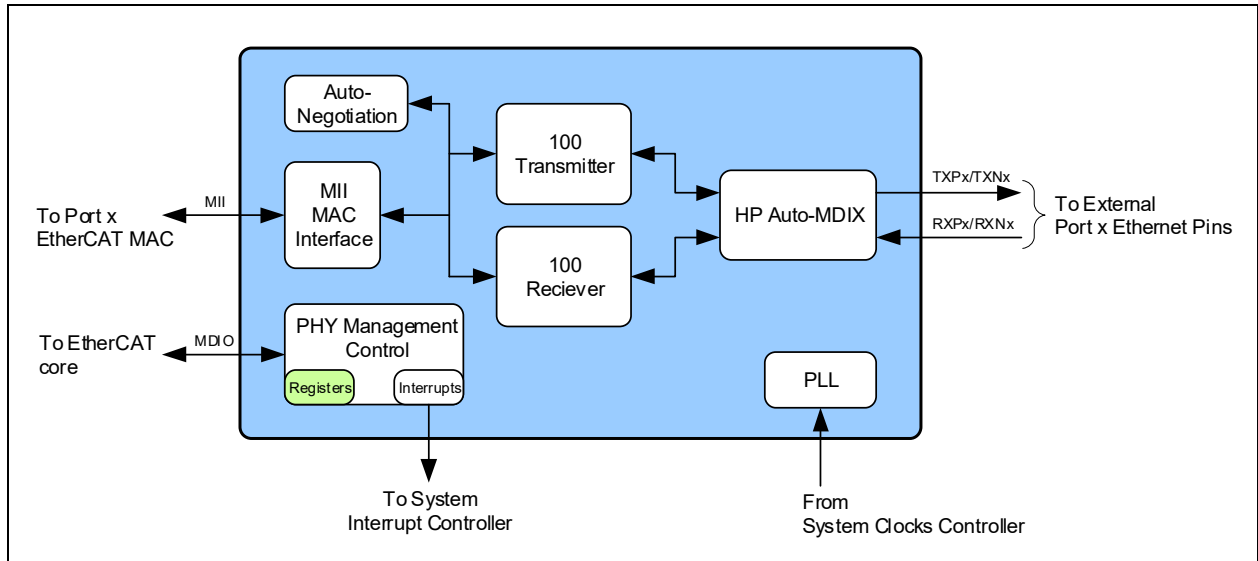 Auto-
Negotiation
100
Transmitter
MII
MAC
Interface
MII
To Port x
EtherCAT MAC
HP Auto-MDIX
TXPx/TXNx
RXPx/RXNx
To External
Port x Ethernet Pins
100
Reciever
PHY Management
Control
Registers
Interrupts
MDIO
To EtherCAT
core
PLL
To System
Interrupt Controller
From
System Clocks Controller